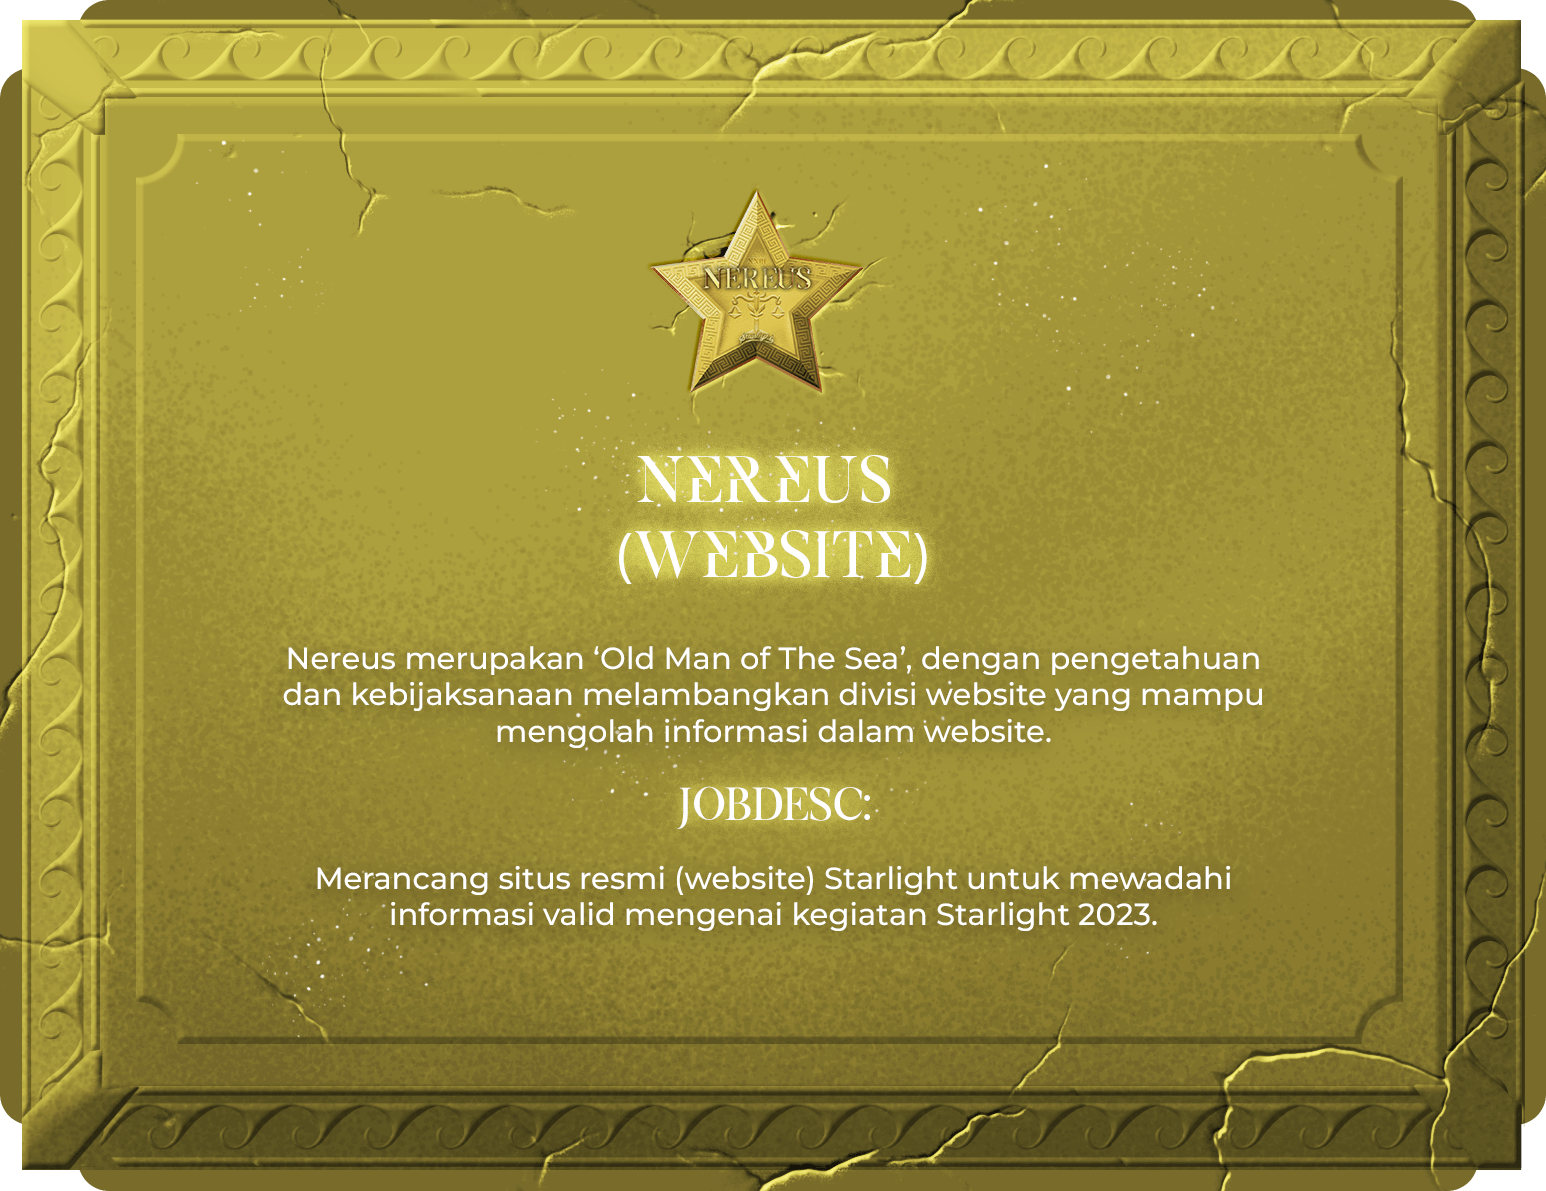 NEREUS
NEREUS
(WEBSITE)
Nereus merupakan ‘Old Man of The Sea’, dengan pengetahuan
dan kebijaksanaan melambangkan divisi website yang mampu
mengolah informasi dalam website.
JOBDESC:
Merancang situs resmi (website) Starlight untuk mewadahi
informasi valid mengenai kegiatan Starlight 2023.